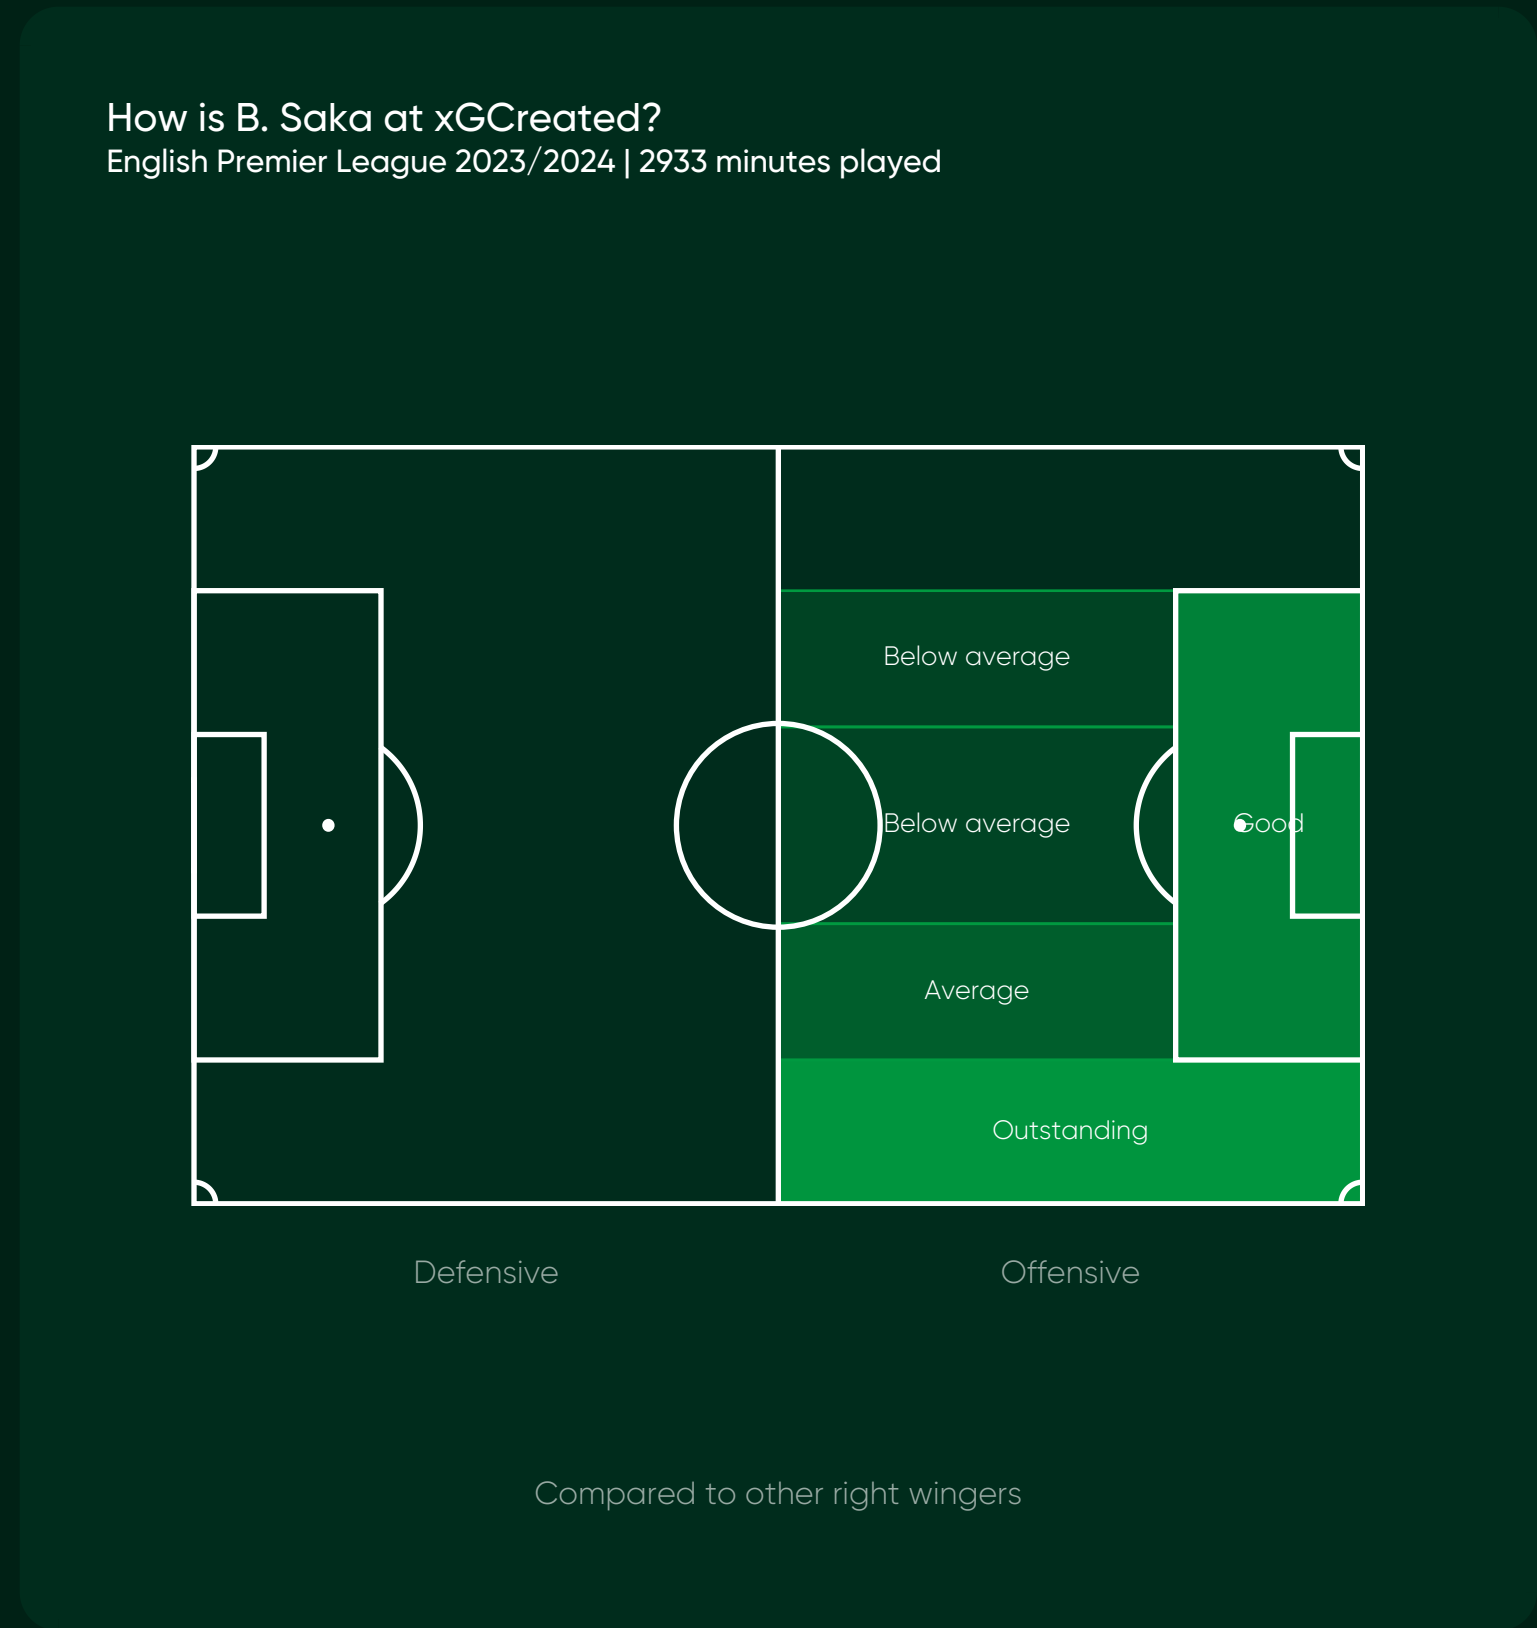 How is B. Saka at xGCreated?
English Premier League 2023/2024 | 2933 minutes played
Below average
Below average
Good
Average
Outstanding
Defensive
Offensive
Compared to other right wingers